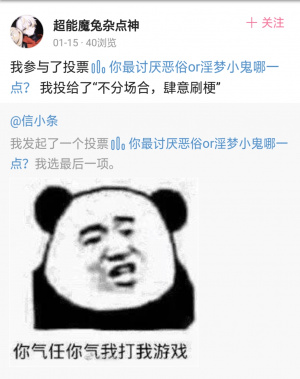 超能魔兔杂点神
+ 关注
01-15 · 40浏览
我参与了投票 你最讨厌恶俗or淫梦小鬼哪一
点？ 我投给了“不分场合，肆意刷梗”
@信小条
我发起了一个投票 你最讨厌恶俗or淫梦小鬼哪一
点？我选最后一项。
你气任你气我打我游戏